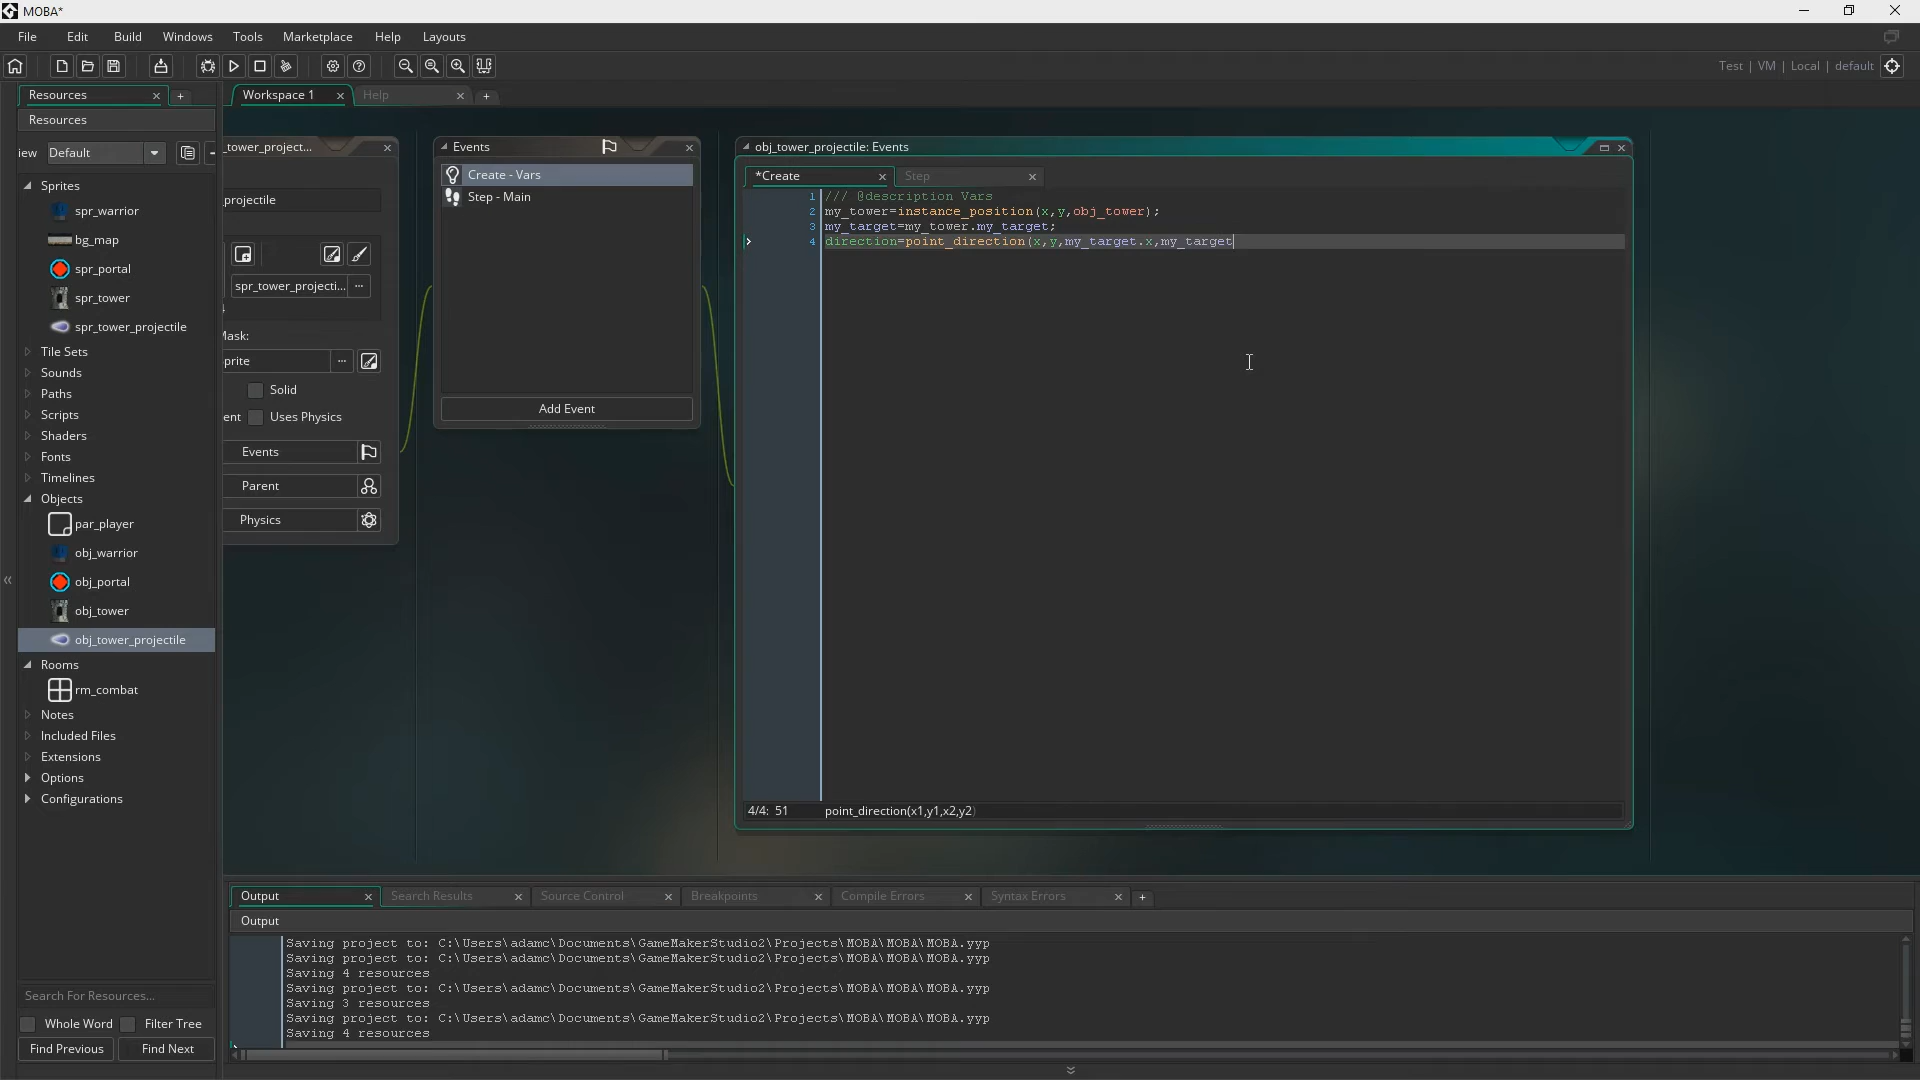 MOBA*
File Edit Build Windows Tools Marketplace Help Layouts
Test | VM | Local | default
Resources
Workspace 1
Help
Resources
iew Default
Sprites
spr_warrior
bg_map
spr_portal
spr_tower
spr_tower_projectile
Tile Sets
Sounds
Paths
Scripts
Shaders
Fonts
Timelines
Objects
par_player
obj_warrior
obj_portal
obj_tower
obj_tower_projectile
Rooms
rm_combat
Notes
Included Files
Extensions
Options
Configurations
Search For Resources...
Whole Word Filter Tree
Find Previous Find Next
_tower_project...
projectile
spr_tower_projecti... ...
Mask:
prite ...
Solid
ent Uses Physics
Events
Parent
Physics
Events
Create - Vars
Step - Main
Add Event
obj_tower_projectile: Events
*Create Step
1 /// @description Vars
2 my_tower=instance_position(x,y,obj_tower);
3 my_target=my_tower.my_target;
4 direction=point_direction(x,y,my_target.x,my_target
4/4: 51 point_direction(x1,y1,x2,y2)
Output Search Results Source Control Breakpoints Compile Errors Syntax Errors
Output
Saving project to: C:\Users\adamc\Documents\GameMakerStudio2\Projects\MOBA\MOBA\MOBA.yyp
Saving project to: C:\Users\adamc\Documents\GameMakerStudio2\Projects\MOBA\MOBA\MOBA.yyp
Saving 4 resources
Saving project to: C:\Users\adamc\Documents\GameMakerStudio2\Projects\MOBA\MOBA\MOBA.yyp
Saving 3 resources
Saving project to: C:\Users\adamc\Documents\GameMakerStudio2\Projects\MOBA\MOBA\MOBA.yyp
Saving 4 resources